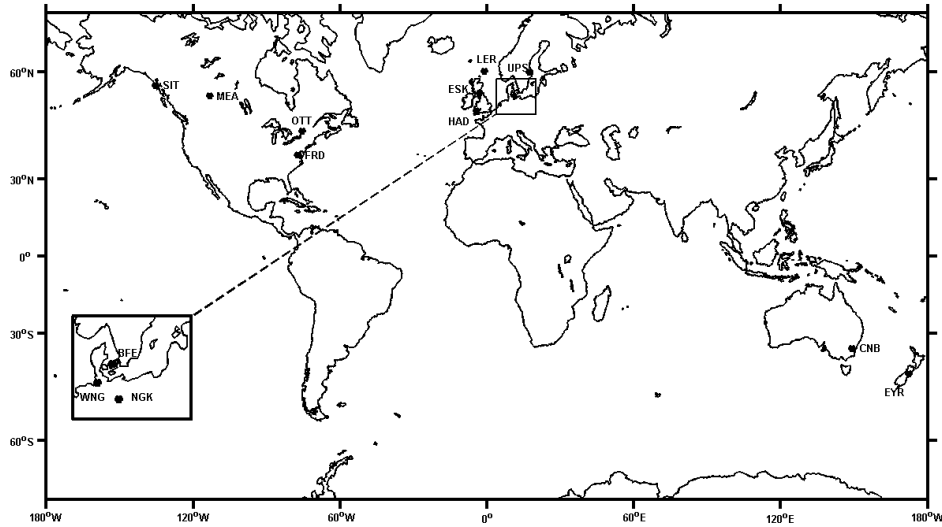 LER
UPS
60°N
SIT
MEA
ESK
OTT
HAD
FRD
30°N
0°
30°S
BFE
CNB
WNG
NGK
EYR
60°S
180°W
120°W
60°W
0°
60°E
120°E
180°W